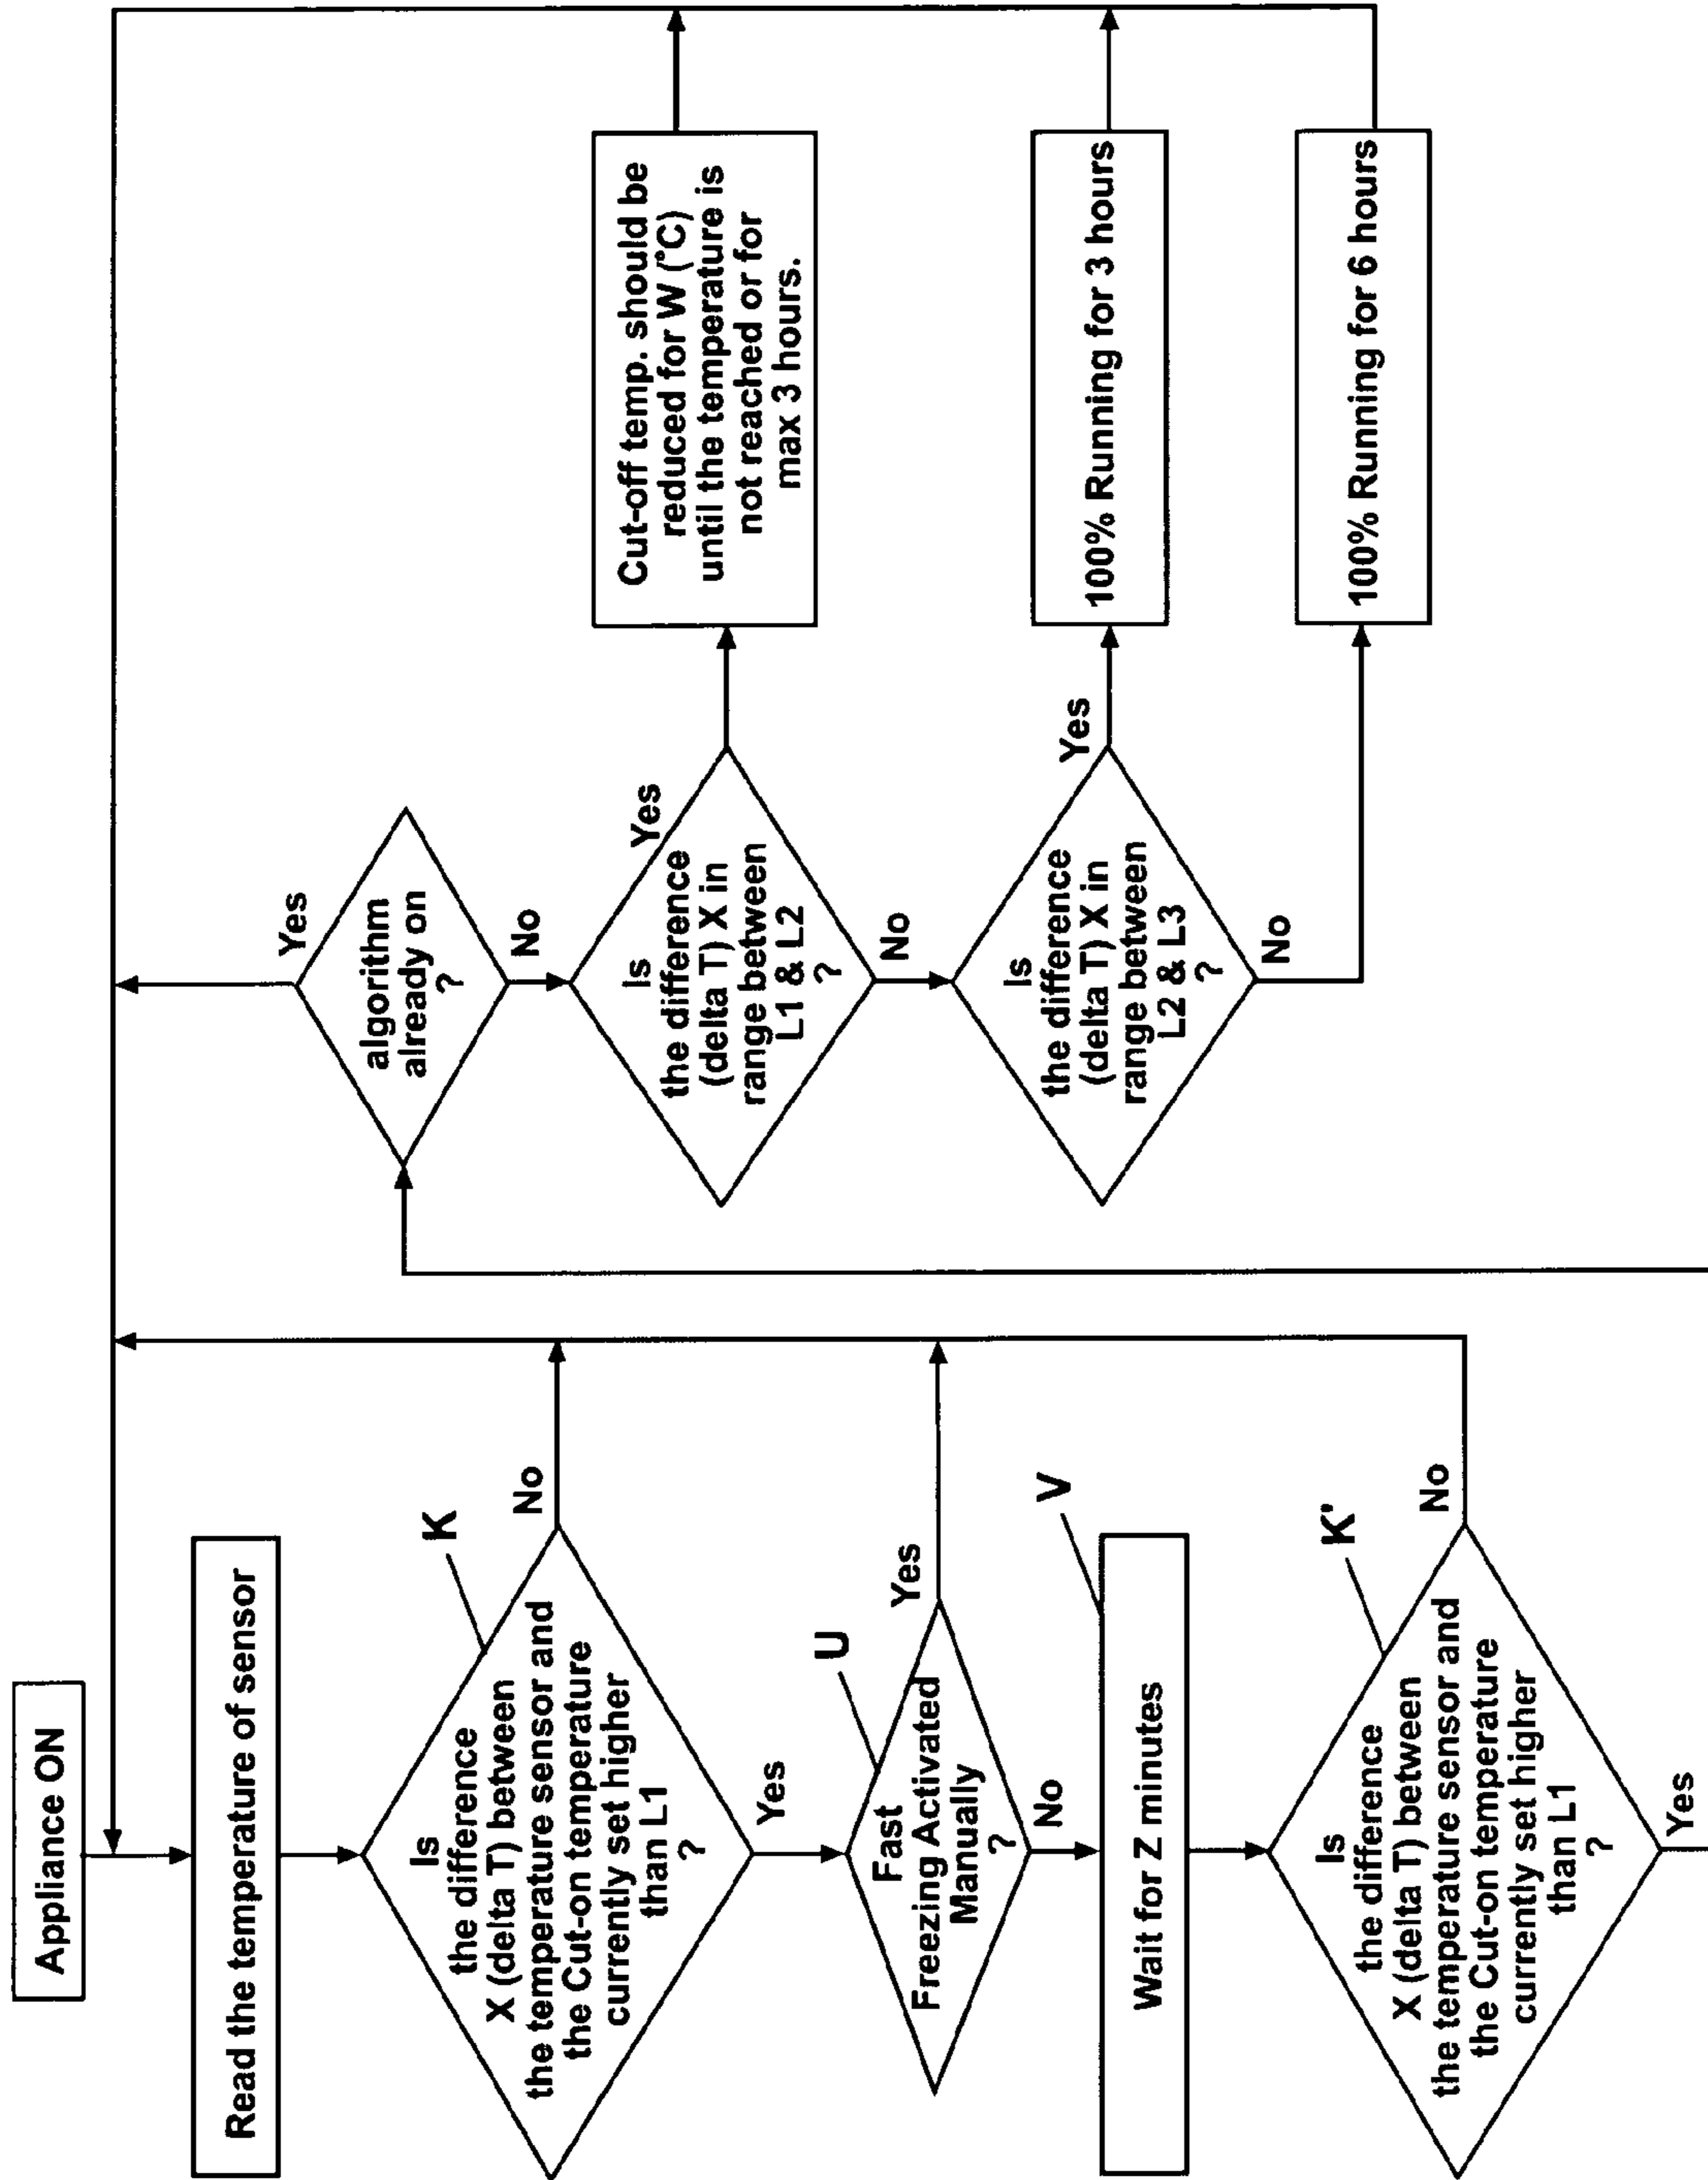 Appliance ON
Read the temperature of sensor
Is
the difference
X (delta T) between
the temperature sensor and
the Cut-on temperature
currently set higher
than L1
?
K
No
Yes
Fast
Freezing Activated
Manually
?
U
Yes
No
Wait for Z minutes
V
Is
the difference
X (delta T) between
the temperature sensor and
the Cut-on temperature
currently set higher
than L1
?
K'
No
Yes
algorithm
already on
?
Yes
No
Is
the difference
(delta T) X in
range between
L1 & L2
?
Yes
No
Cut-off temp. should be
reduced for W (°C)
until the temperature is
not reached or for
max 3 hours.
Is
the difference
(delta T) X in
range between
L2 & L3
?
Yes
No
100% Running for 3 hours
100% Running for 6 hours